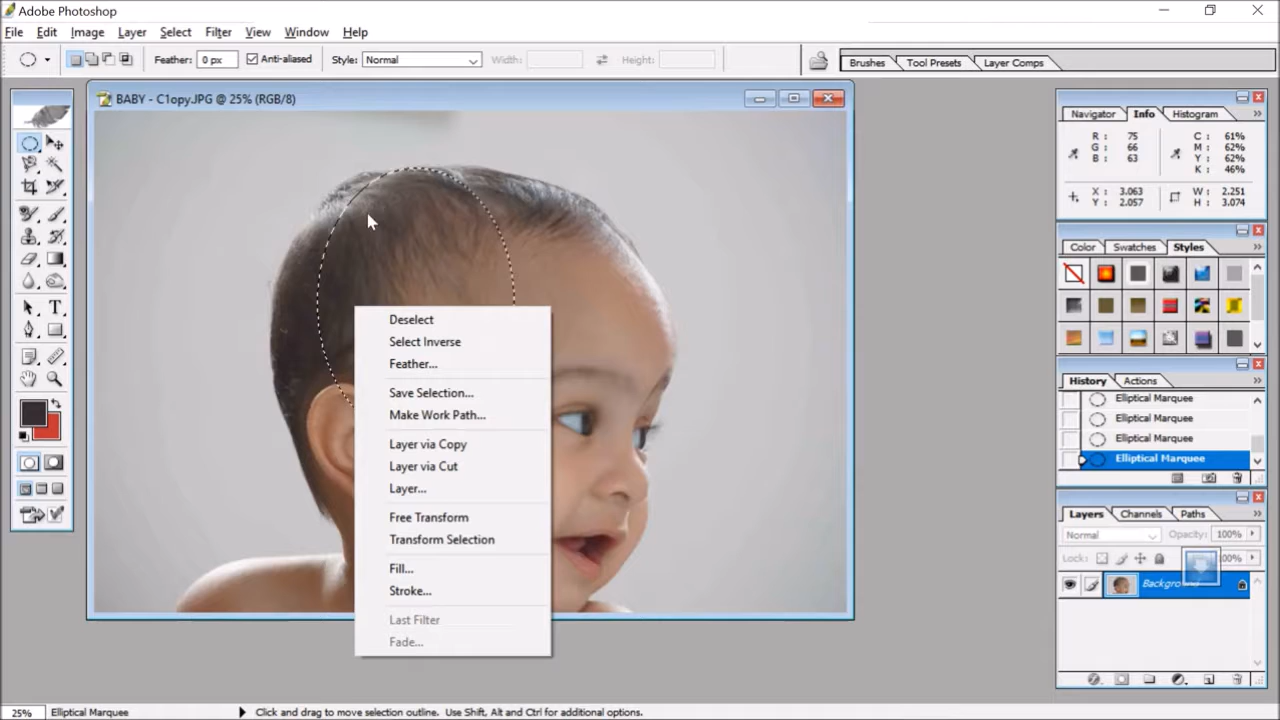 Adobe Photoshop
File Edit Image Layer Select Filter View Window Help
Feather: 0 px Anti-aliased Style: Normal Width: Height: Brushes Tool Presets Layer Comps
BABY - C1opy.JPG @ 25% (RGB/8)
Navigator Info Histogram
R : 75 C : 61%
G : 66 M : 62%
B : 63 Y : 62%
K : 46%
X : 3.063 W : 2.251
Y : 2.057 H : 3.074
Color Swatches Styles
Deselect
Select Inverse
Feather...
Save Selection...
Make Work Path...
Layer via Copy
Layer via Cut
Layer...
Free Transform
Transform Selection
Fill...
Stroke...
Last Filter
Fade...
History Actions
Elliptical Marquee
Elliptical Marquee
Elliptical Marquee
Elliptical Marquee
Layers Channels Paths
Normal Opacity: 100%
Lock: 100%
T
25% Elliptical Marquee Click and drag to move selection outline. Use Shift, Alt and Ctrl for additional options.